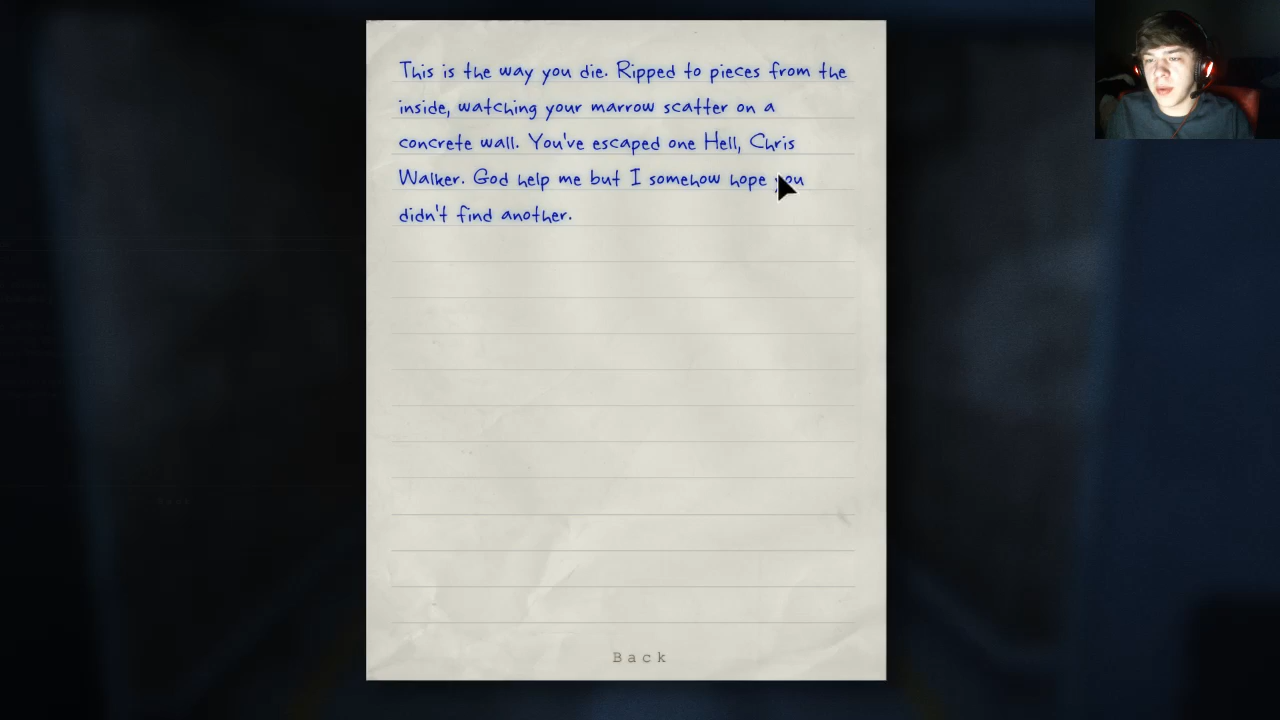 This is the way you die. Ripped to pieces from the
inside, watching your marrow scatter on a
concrete wall. You've escaped one Hell, Chris
Walker. God help me but I somehow hope you
didn't find another.
Back